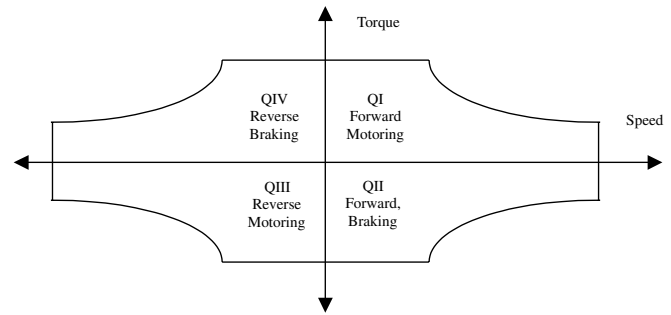 Torque
QIV
Reverse
Braking
QI
Forward
Motoring
Speed
QIII
Reverse
Motoring
QII
Forward,
Braking